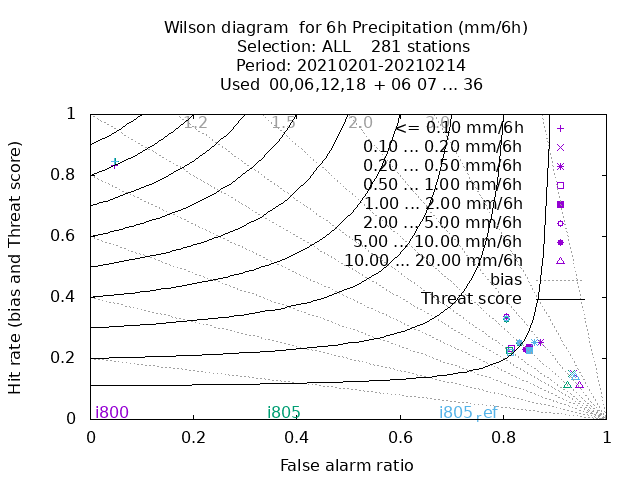 Wilson diagram  for 6h Precipitation (mm/6h)
Selection: ALL    281 stations
Period: 20210201-20210214
Used  00,06,12,18  + 06 07 ... 36
Hit rate (bias and Threat score)
1
0.8
0.6
0.4
0.2
0
1.2
1.5
2.0
3.0
<= 0.10 mm/6h
0.10 ... 0.20 mm/6h
0.20 ... 0.50 mm/6h
0.50 ... 1.00 mm/6h
1.00 ... 2.00 mm/6h
2.00 ... 5.00 mm/6h
5.00 ... 10.00 mm/6h
10.00 ... 20.00 mm/6h
bias
Threat score
i800 i805 i805_ref
0 0.2 0.4 0.6 0.8 1
False alarm ratio